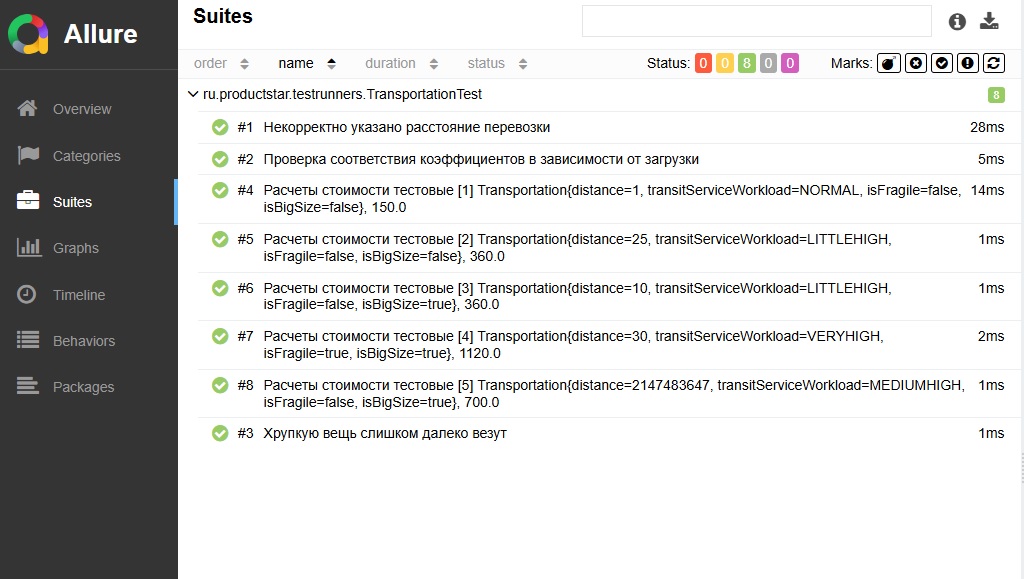 Allure
Overview
Categories
Suites
Graphs
Timeline
Behaviors
Packages
Suites
order name duration status Status: 0 0 8 0 0 Marks:
ru.productstar.testrunners.TransportationTest 8
#1 Некорректно указано расстояние перевозки 28ms
#2 Проверка соответствия коэффициентов в зависимости от загрузки 5ms
#4 Расчеты стоимости тестовые [1] Transportation{distance=1, transitServiceWorkload=NORMAL, isFragile=false, 14ms
isBigSize=false}, 150.0
#5 Расчеты стоимости тестовые [2] Transportation{distance=25, transitServiceWorkload=LITTLEHIGH, 1ms
isFragile=false, isBigSize=false}, 360.0
#6 Расчеты стоимости тестовые [3] Transportation{distance=10, transitServiceWorkload=LITTLEHIGH, 1ms
isFragile=false, isBigSize=true}, 360.0
#7 Расчеты стоимости тестовые [4] Transportation{distance=30, transitServiceWorkload=VERYHIGH, 2ms
isFragile=true, isBigSize=true}, 1120.0
#8 Расчеты стоимости тестовые [5] Transportation{distance=2147483647, transitServiceWorkload=MEDIUMHIGH, 1ms
isFragile=false, isBigSize=true}, 700.0
#3 Хрупкую вещь слишком далеко везут 1ms